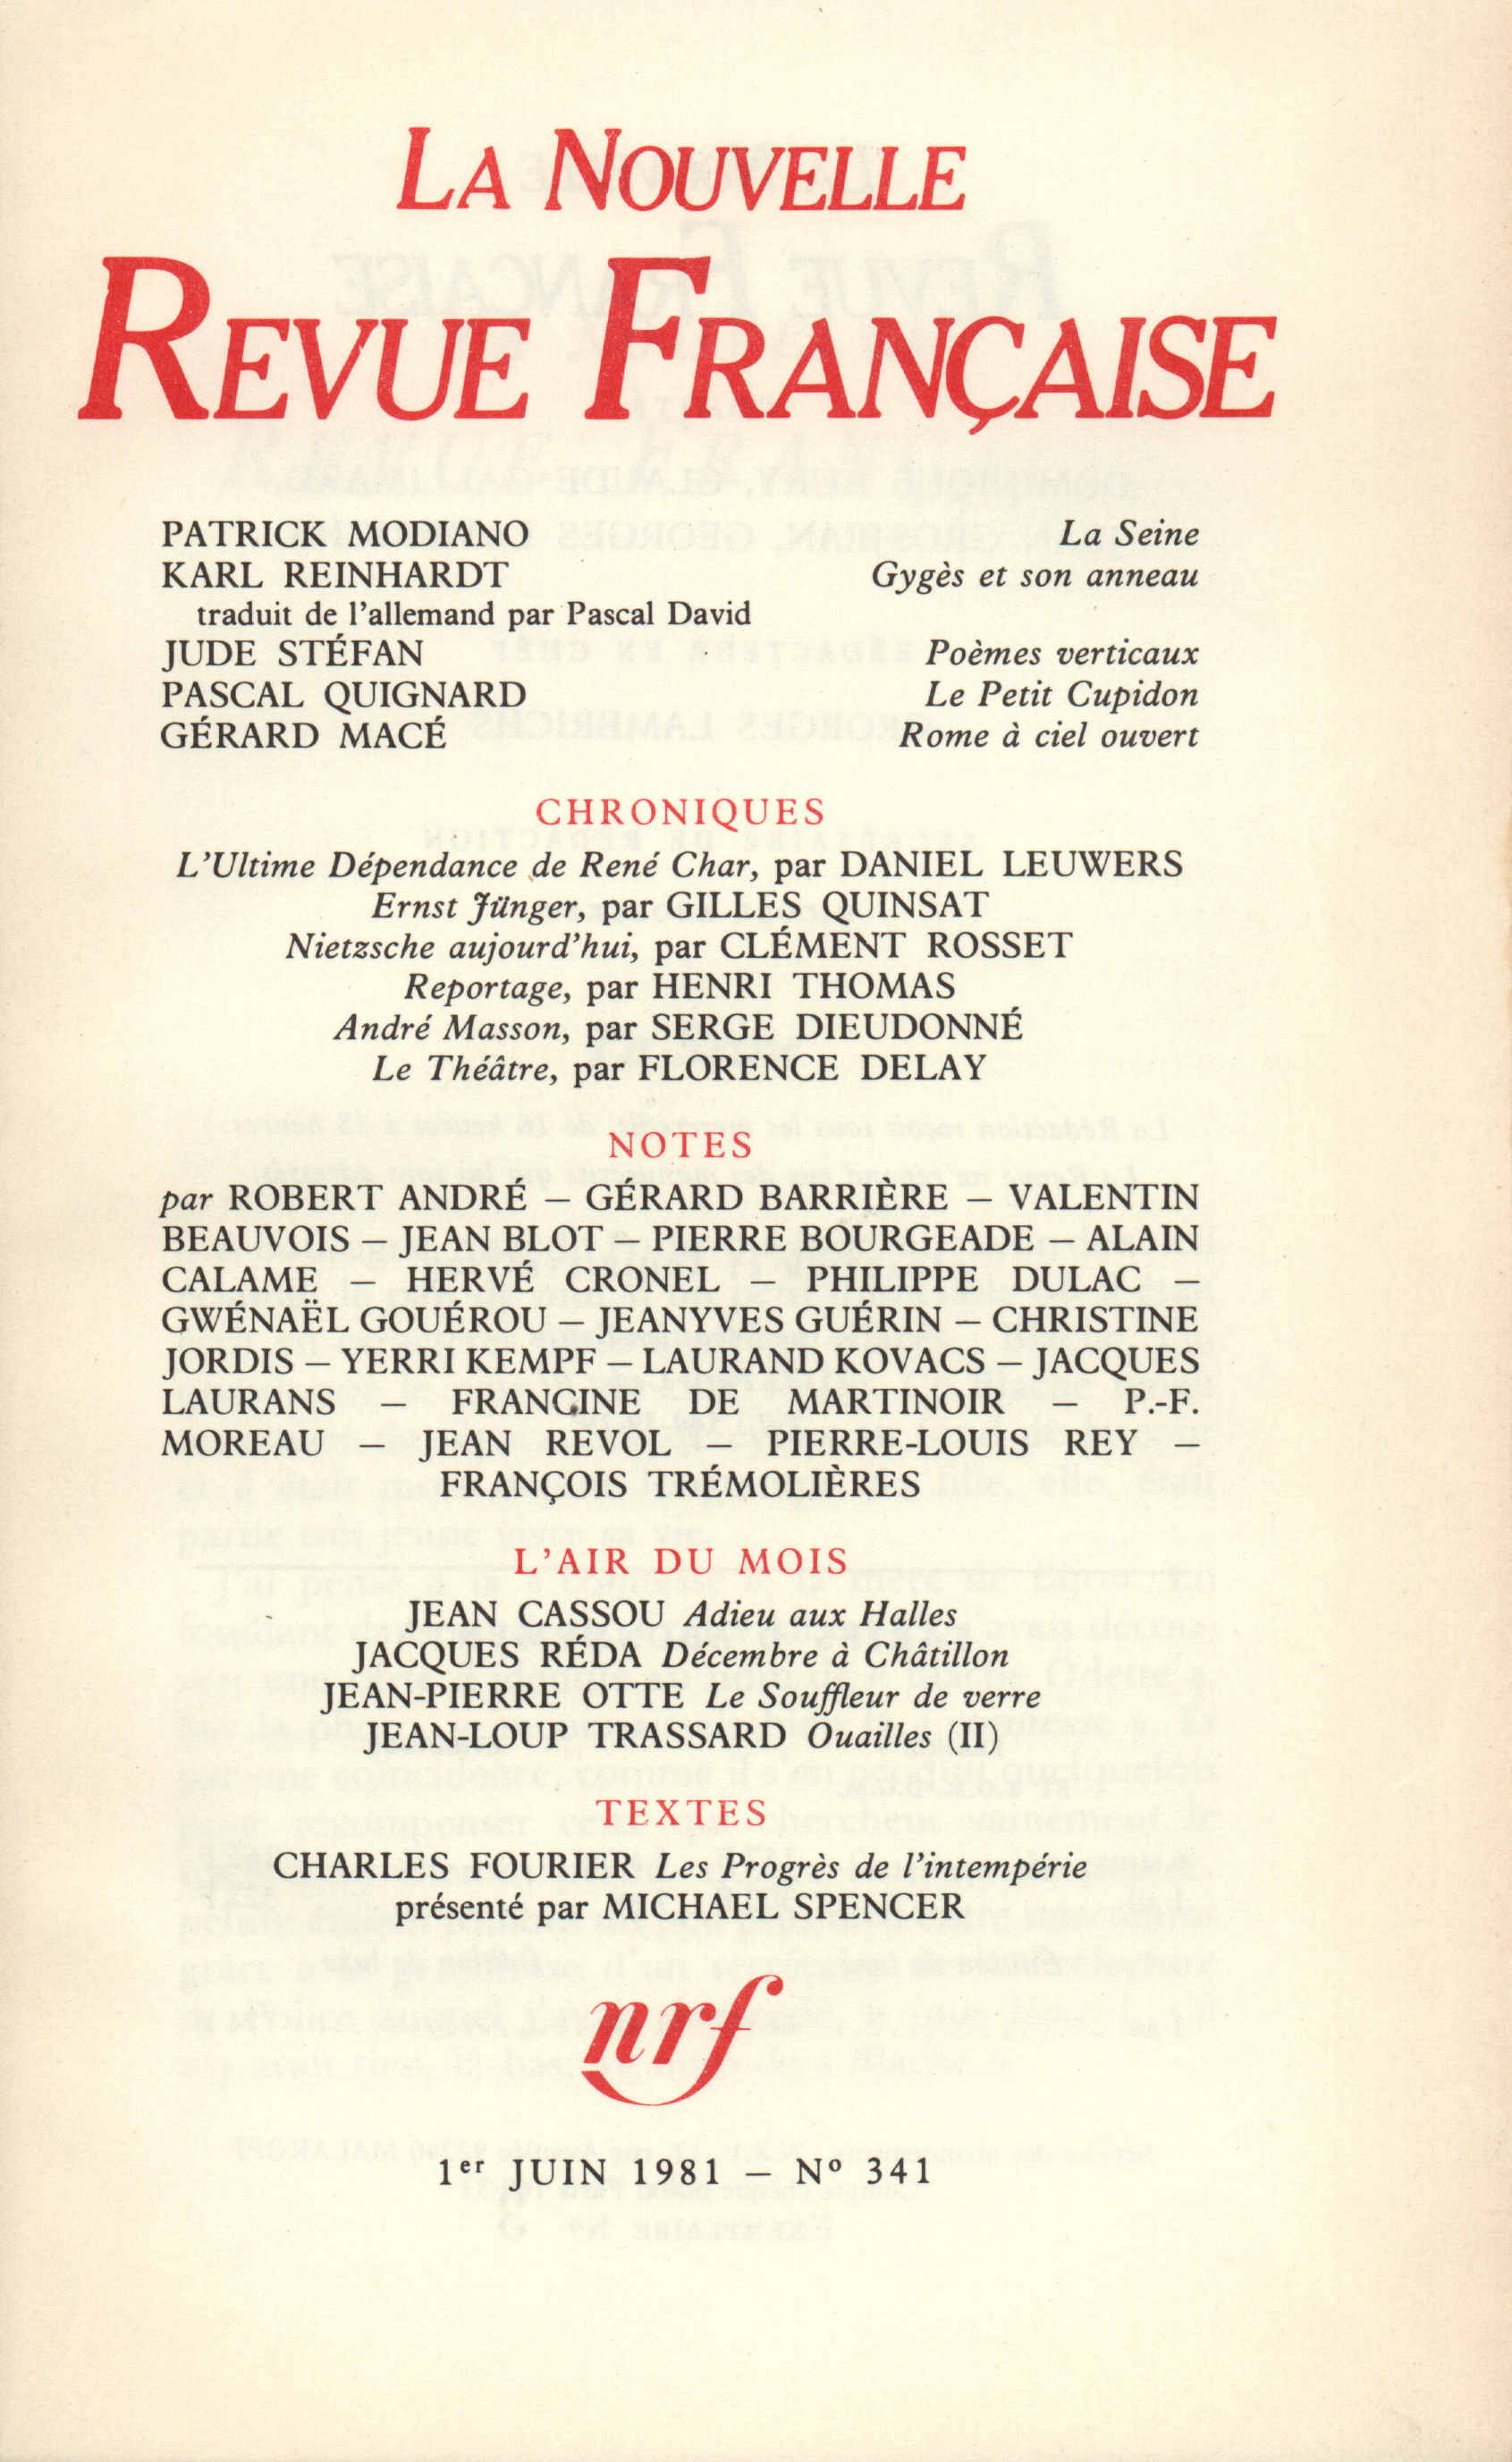 LA NOUVELLE
REVUE FRANÇAISE
PATRICK MODIANO La Seine
KARL REINHARDT Gygès et son anneau
traduit de l'allemand par Pascal David
JUDE STÉFAN Poèmes verticaux
PASCAL QUIGNARD Le Petit Cupidon
GÉRARD MACÉ Rome à ciel ouvert
CHRONIQUES
L'Ultime Dépendance de René Char, par DANIEL LEUWERS
Ernst Jünger, par GILLES QUINSAT
Nietzsche aujourd'hui, par CLÉMENT ROSSET
Reportage, par HENRI THOMAS
André Masson, par SERGE DIEUDONNÉ
Le Théâtre, par FLORENCE DELAY
NOTES
par ROBERT ANDRÉ – GÉRARD BARRIÈRE – VALENTIN
BEAUVOIS – JEAN BLOT – PIERRE BOURGEADE – ALAIN
CALAME – HERVÉ CRONEL – PHILIPPE DULAC –
GWÉNAËL GOUÉROU – JEANYVES GUÉRIN – CHRISTINE
JORDIS – YERRI KEMPF – LAURAND KOVACS – JACQUES
LAURANS – FRANCINE DE MARTINOIR – P.-F.
MOREAU – JEAN REVOL – PIERRE-LOUIS REY –
FRANÇOIS TRÉMOLIÈRES
L'AIR DU MOIS
JEAN CASSOU Adieu aux Halles
JACQUES RÉDA Décembre à Châtillon
JEAN-PIERRE OTTE Le Souffleur de verre
JEAN-LOUP TRASSARD Ouailles (II)
TEXTES
CHARLES FOURIER Les Progrès de l'intempérie
présenté par MICHAEL SPENCER
nrf
1er JUIN 1981 – Nº 341